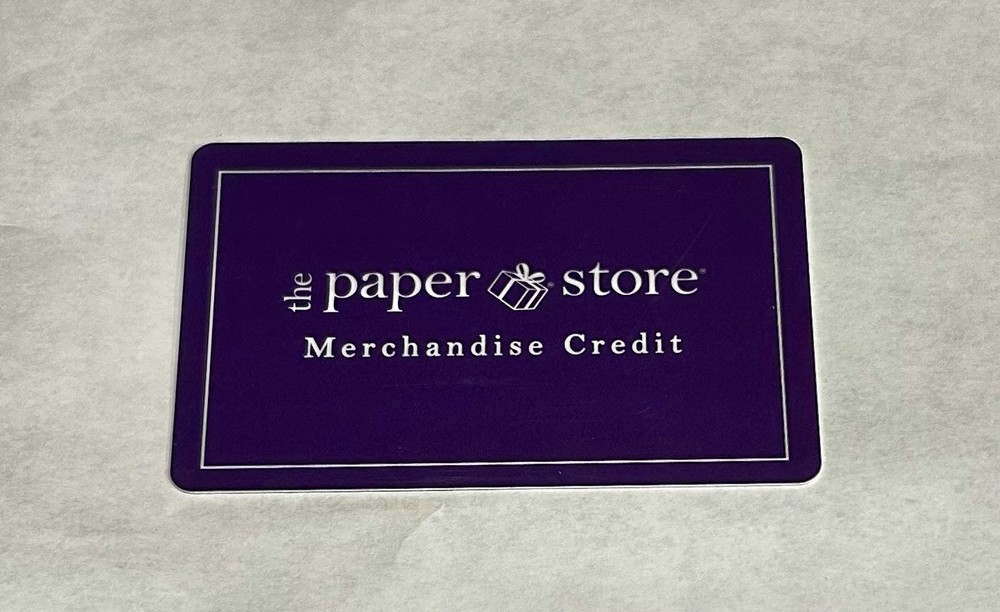 the paper store®
Merchandise Credit